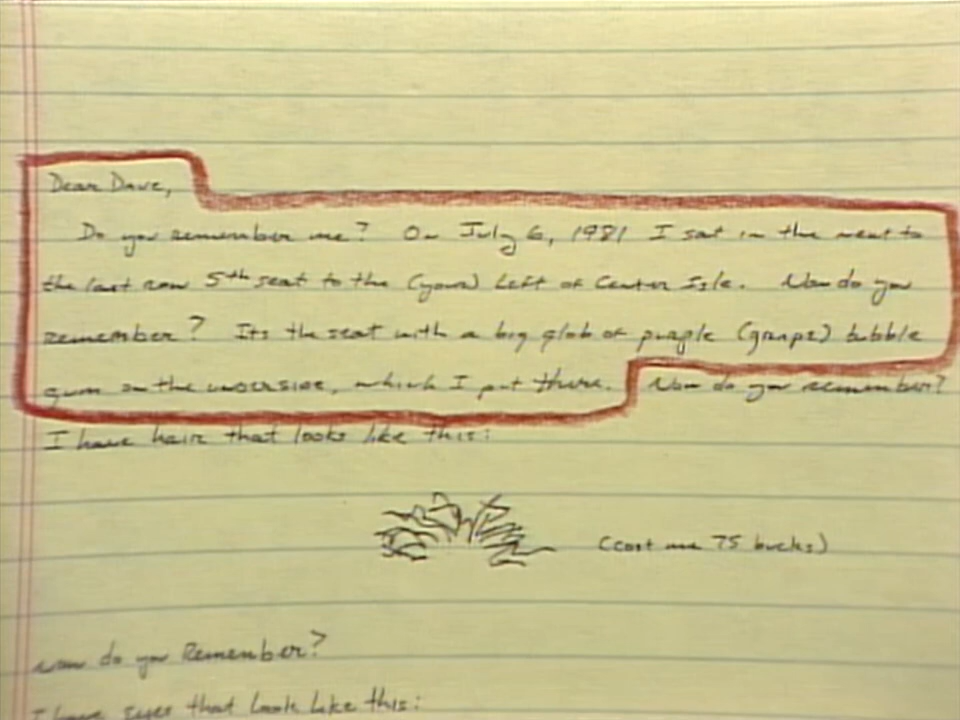 Dear Dave,
Do you remember me? On July 6, 1981 I sat in the next to
the last row 5th seat to the (yours) Left of Center Isle. Now do you
remember? Its the seat with a big glob of purple (grape) bubble
gum on the underside, which I put there. Now do you remember?
I have hair that looks like this:
(cost me 75 bucks)
Now do you Remember?
I have eyes that Look Like this: